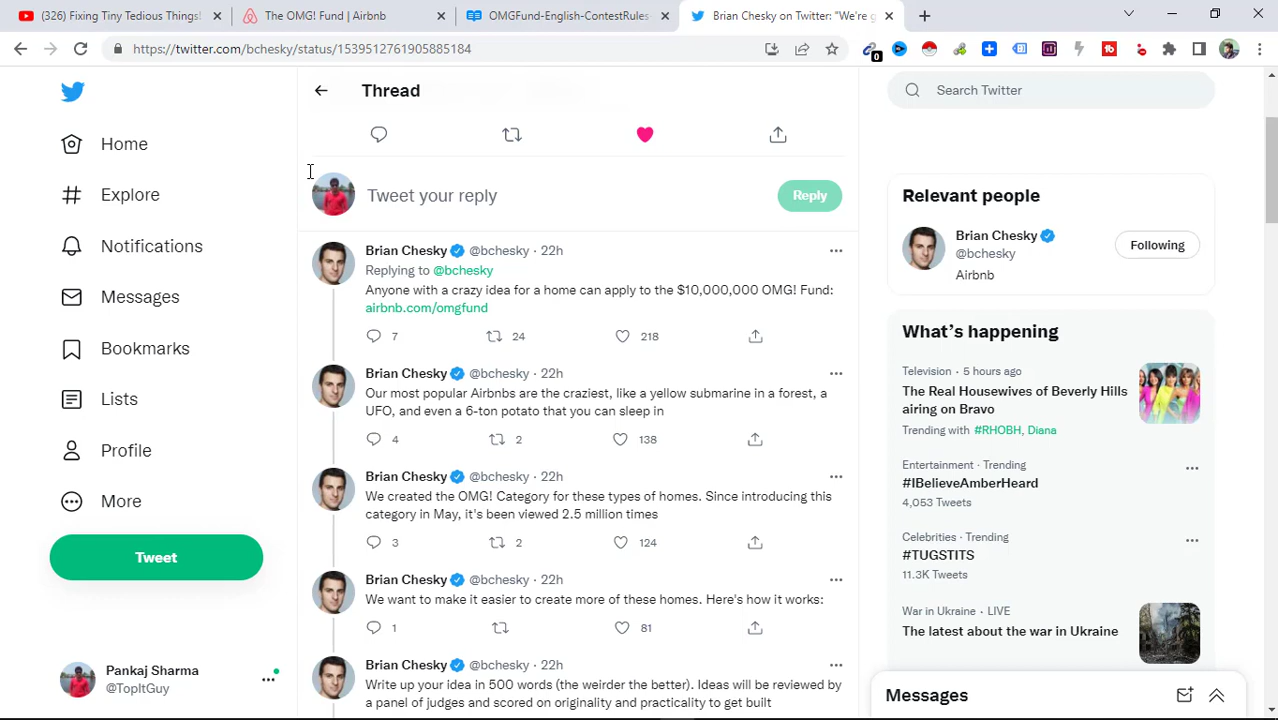 (326) Fixing Tiny Tedious Things!
The OMG! Fund | Airbnb
OMGFund-English-ContestRules-
Brian Chesky on Twitter: "We're g
https://twitter.com/bchesky/status/1539512761905885184
0
Home
Explore
Notifications
Messages
Bookmarks
Lists
Profile
More
Tweet
Pankaj Sharma
@TopItGuy
Thread
Tweet your reply
Reply
Brian Chesky @bchesky · 22h
Replying to @bchesky
Anyone with a crazy idea for a home can apply to the $10,000,000 OMG! Fund:
airbnb.com/omgfund
7 24 218
Brian Chesky @bchesky · 22h
Our most popular Airbnbs are the craziest, like a yellow submarine in a forest, a
UFO, and even a 6-ton potato that you can sleep in
4 2 138
Brian Chesky @bchesky · 22h
We created the OMG! Category for these types of homes. Since introducing this
category in May, it's been viewed 2.5 million times
3 2 124
Brian Chesky @bchesky · 22h
We want to make it easier to create more of these homes. Here's how it works:
1 81
Brian Chesky @bchesky · 22h
Write up your idea in 500 words (the weirder the better). Ideas will be reviewed by
a panel of judges and scored on originality and practicality to get built
Search Twitter
Relevant people
Brian Chesky
@bchesky
Airbnb
Following
What's happening
Television · 5 hours ago
The Real Housewives of Beverly Hills
airing on Bravo
Trending with #RHOBH, Diana
Entertainment · Trending
#IBelieveAmberHeard
4,053 Tweets
Celebrities · Trending
#TUGSTITS
11.3K Tweets
War in Ukraine · LIVE
The latest about the war in Ukraine
Messages